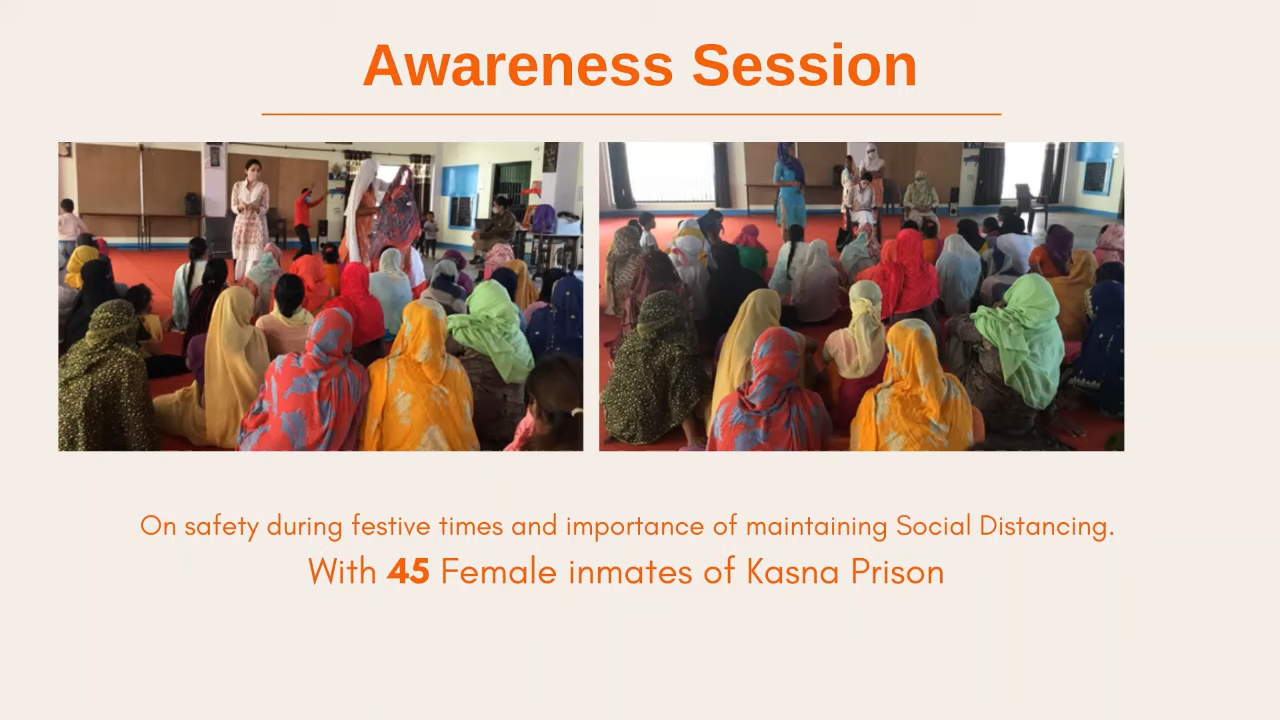 Awareness Session
On safety during festive times and importance of maintaining Social Distancing.
With 45 Female inmates of Kasna Prison